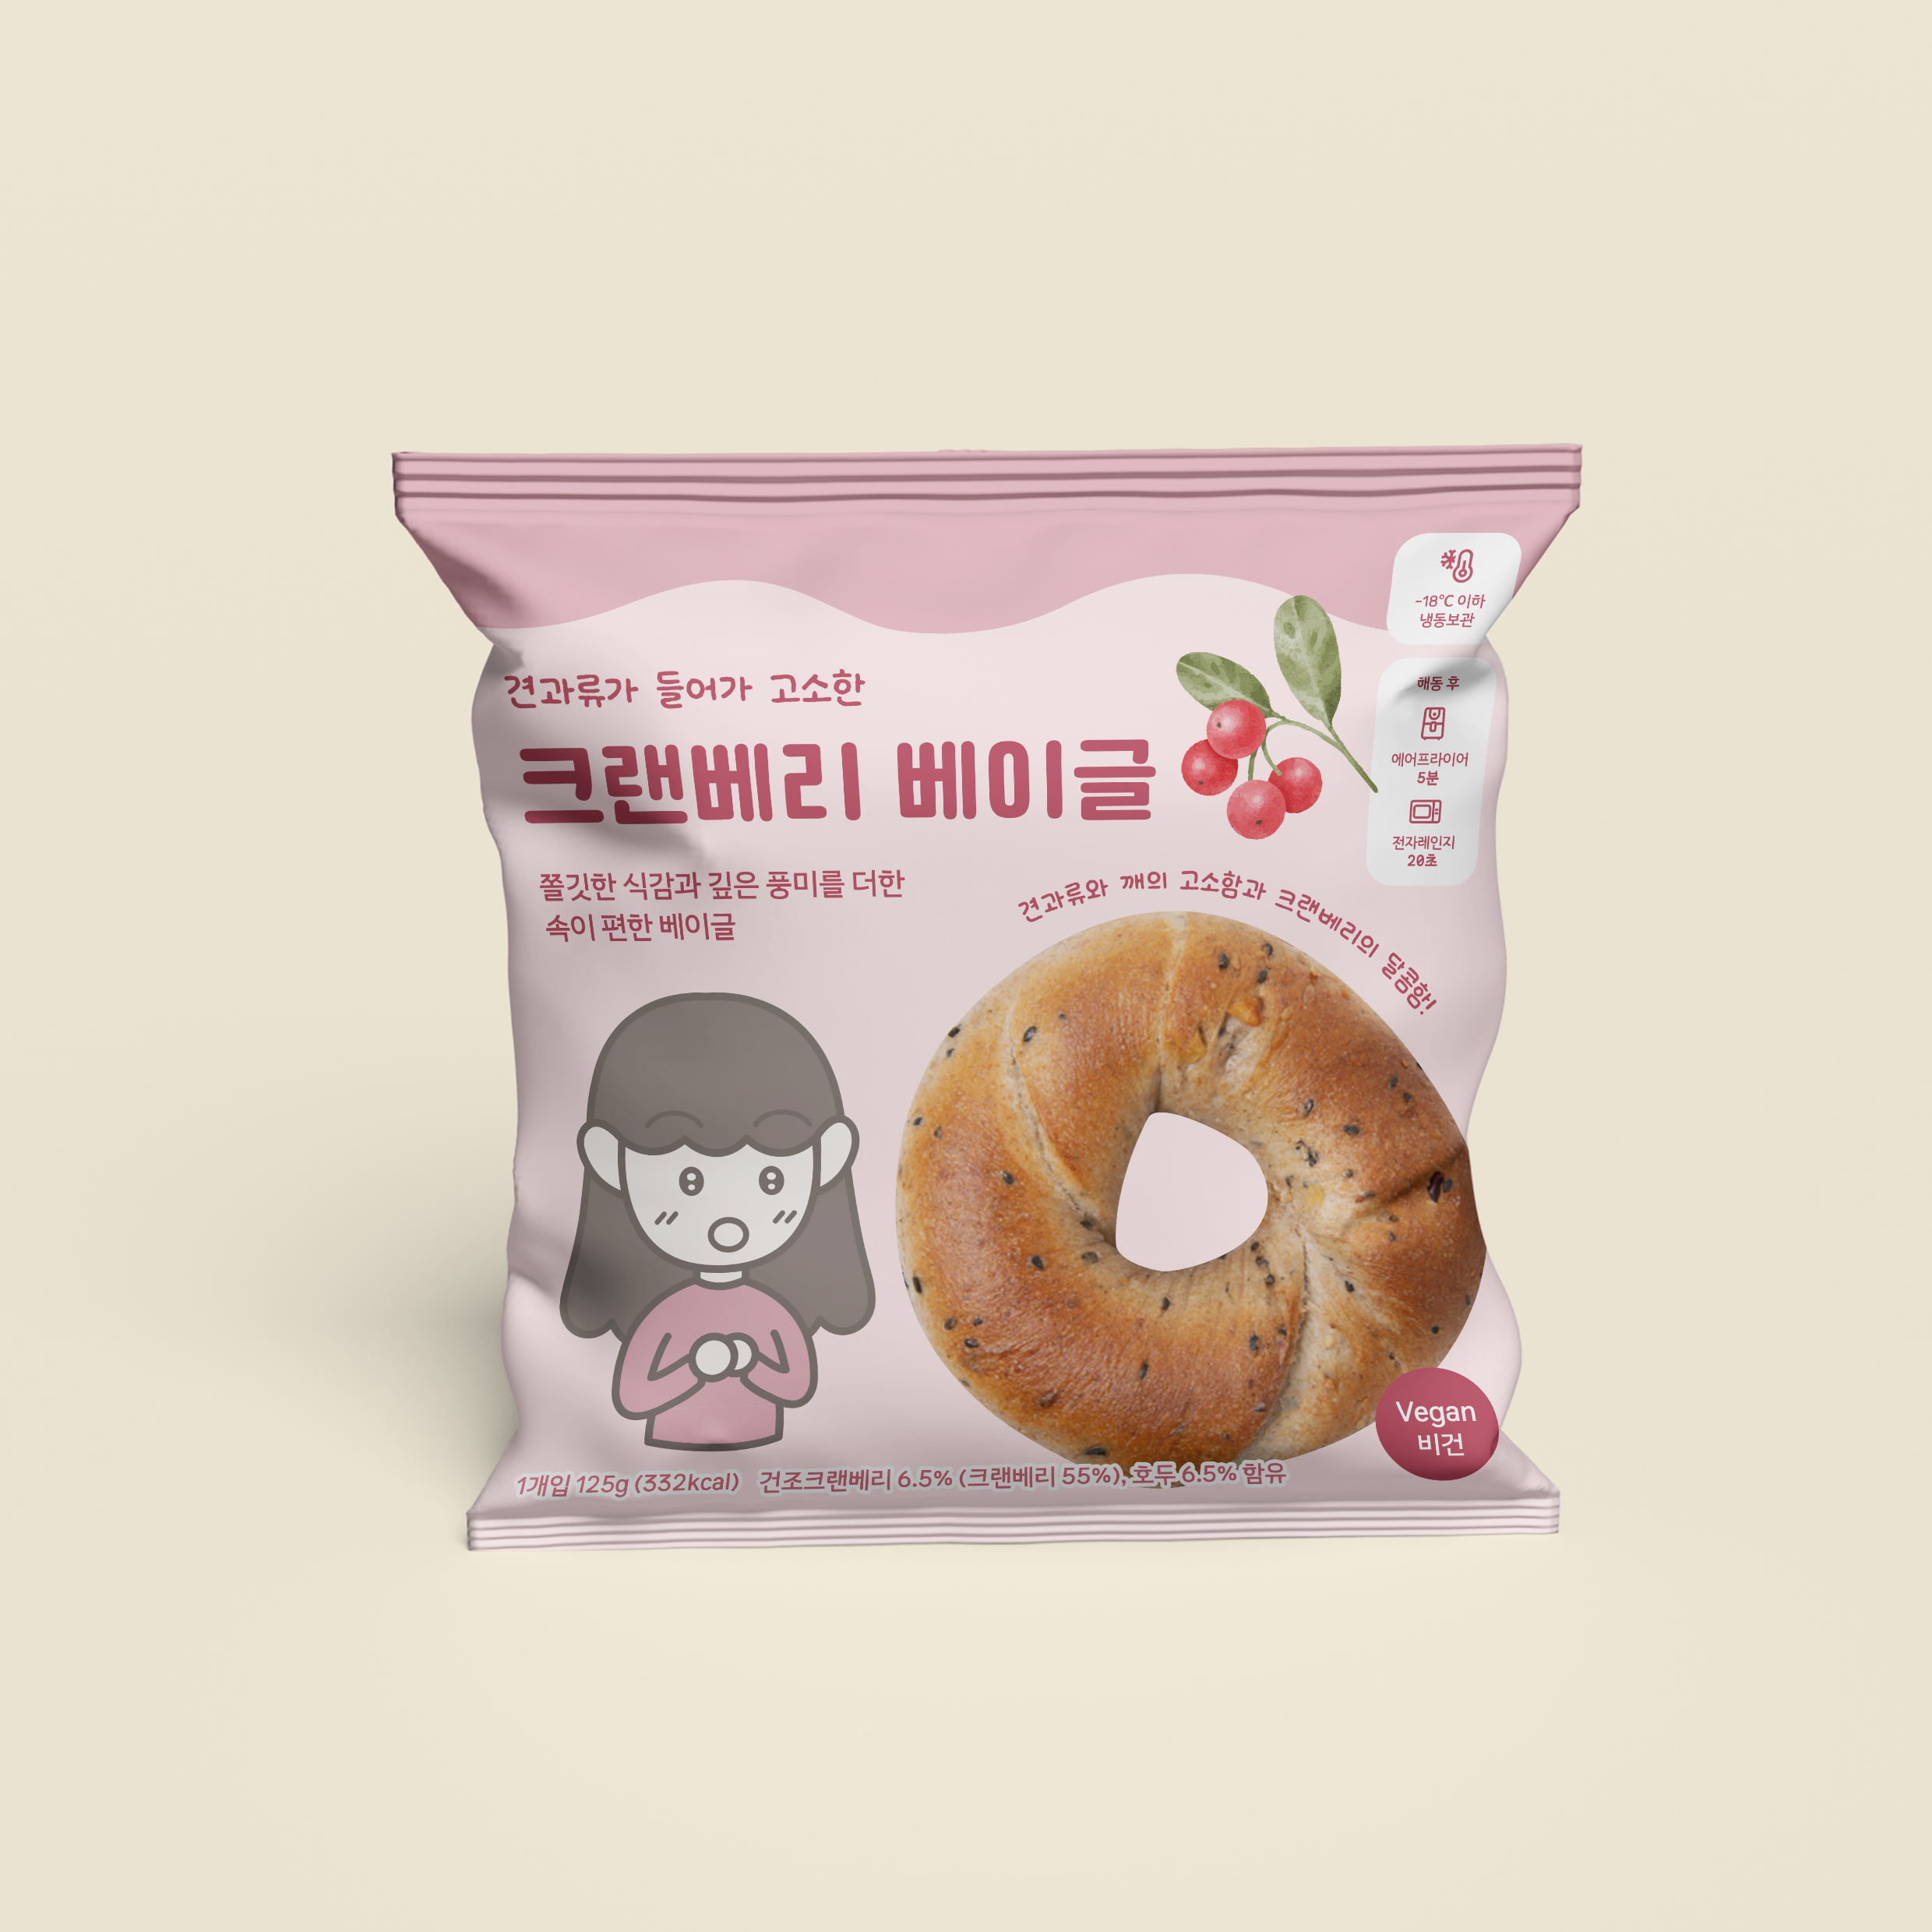 -18℃ 이하
냉동보관
견과류가 들어가 고소한
크랜베리 베이글
해동 후
에어프라이어
5분
전자레인지
20초
쫄깃한 식감과 깊은 풍미를 더한
속이 편한 베이글
견과류와 깨의 고소함과 크랜베리의 달콤함!
Vegan
비건
1개입 125g (332kcal) 건조크랜베리 6.5% (크랜베리 55%), 호두 6.5% 함유